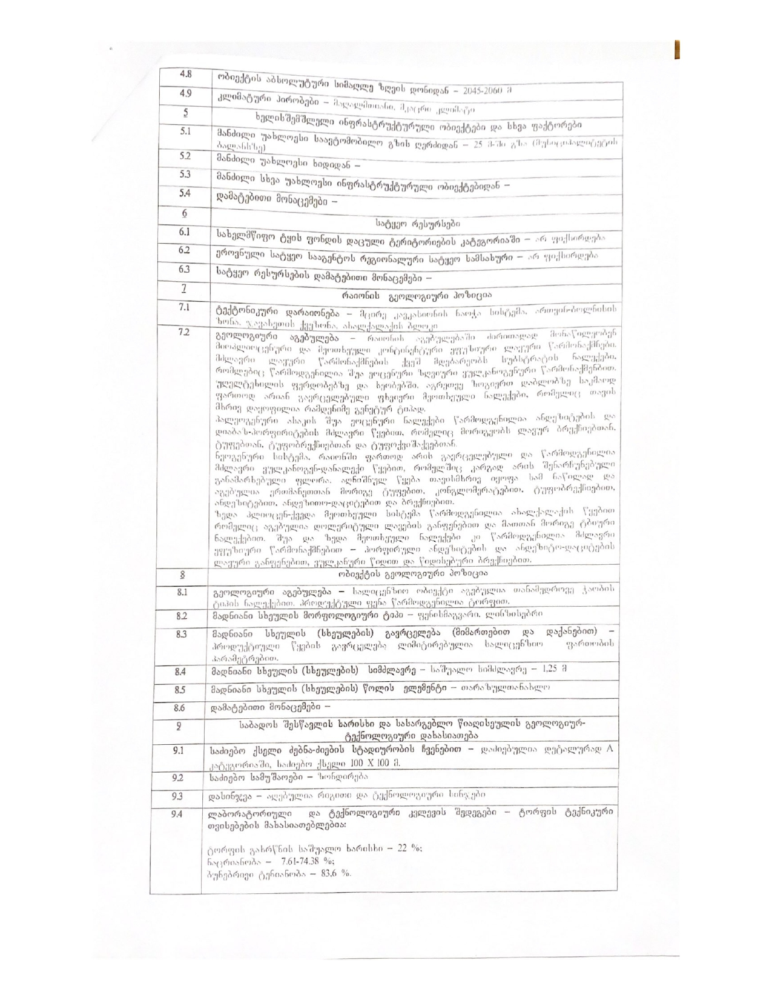 4.8 ობიექტის აბსოლუტური სიმაღლე ზღვის დონიდან – 2045-2060 მ
4.9 კლიმატური პირობები – მაღალმთიანი, მკაცრი კლიმატი
5 ხელისშემშლელი ინფრასტრუქტურული ობიექტები და სხვა ფაქტორები
5.1 მანძილი უახლოესი საავტომობილო გზის ღერძიდან – 25 მ-ში გზა (მუნიციპალიტეტის
ბალანსზე)
5.2 მანძილი უახლოესი ხიდიდან –
5.3 მანძილი სხვა უახლოესი ინფრასტრუქტურული ობიექტებიდან –
5.4 დამატებითი მონაცემები –
6 სატყეო რესურსები
6.1 სახელმწიფო ტყის ფონდის დაცული ტერიტორიების კატეგორიაში – არ ფიქსირდება
6.2 ეროვნული სატყეო სააგენტოს რეგიონალური სატყეო სამსახური – არ ფიქსირდება
6.3 სატყეო რესურსების დამატებითი მონაცემები –
7 რაიონის გეოლოგიური პოზიცია
7.1 ტექტონიკური დარაიონება – მცირე კავკასიონის ნაოჭა სისტემა, ართვინ-ბოლნისის
ზონა, ჯავახეთის ქვეზონა, ახალქალაქის ბლოკი
7.2 გეოლოგიური აგებულება – რაიონის აგებულებაში ძირითადად მონაწილეობენ
მიოპლიოცენური და მეოთხეული კონტინენტური ეფუზიური ლავური წარმონაქმნები.
მძლავრი ლავური წარმონაქმნების ქვეშ მდებარეობს სუბსტრატის ნალექები,
რომლებიც წარმოდგენილია შუა ეოცენური ზღვიური ვულკანოგენური წარმონაქმნებით.
უღელტეხილის ფერდობებზე და ხეობებში, აგრეთვე ზოგიერთ დაბლობზე საკმაოდ
ფართოდ არიან გავრცელებული ფხვიერი მეოთხეული ნალექები, რომელიც თავის
მხრივ დაყოფილია რამდენიმე გენეტურ ტიპად.
პალეოგენური ასაკის შუა ეოცენური ნალექები წარმოდგენილია ანდეზიტების და
დიაბაზ-პორფირიტების მძლავრი წყებით, რომელიც მორიგეობს ლავურ ბრექჩიებთან,
ტუფებთან, ტუფობრექჩიებთან და ტუფოქვიშაქვებთან.
ნეოგენური სისტემა, რაიონში ფართოდ არის გავრცელებული და წარმოდგენილია
მძლავრი ვულკანოგენ-დანალექი წყებით, რომელშიც კარგად არის შენარჩუნებული
განამარხებული ფლორა. აღნიშნულ წყება თავისმხრივ იყოფა სამ ნაწილად და
აგებულია ერთმანეთთან მორიგე ტუფებით, კონგლომერატებით, ტუფობრექჩიებით,
ანდეზიტებით, ანდეზიტო-დაციტებით და ბრექჩიებით.
ზედა პლიოცენ-ქვედა მეოთხეული სისტემა წარმოდგენილია ახალქალაქის წყებით
რომელიც აგებულია დოლერიტული ლავების განფენებით და მათთან მორიგე ტბიური
ნალექებით. შუა და ზედა მეოთხეული ნალექები კი წარმოდგენილია მძლავრი
ეფუზიური წარმონაქმნებით – პორფირული ანდეზიტების და ანდეზიტო-დაციტების
ლავური განფენებით, ვულკანური წიდით და წიდისებური ბრექჩიებით.
8 ობიექტის გეოლოგიური პოზიცია
8.1 გეოლოგიური აგებულება – სალიცენზიო ობიექტი აგებულია თანამედროვე ჭაობის
ტიპის ნალექებით. პროდუქტული ფენა წარმოდგენილია ტორფით.
8.2 მადნიანი სხეულის მორფოლოგიური ტიპი – ფენისმაგვარი, ლინზისებრი
8.3 მადნიანი სხეულის (სხეულების) გავრცელება (მიმართებით და დაქანებით) –
პროდუქტიული წყების გავრცელება ლიმიტირებულია სალიცენზიო ფართობის
პარამეტრებით.
8.4 მადნიანი სხეულის (სხეულების) სიმძლავრე – საშუალო სიმძლავრე – 1,25 მ
8.5 მადნიანი სხეულის (სხეულების) წოლის ელემენტი – თარაზულთანახლო
8.6 დამატებითი მონაცემები –
9 საბადოს შესწავლის ხარისხი და სასარგებლო წიაღისეულის გეოლოგიურ-
ტექნოლოგიური დახასიათება
9.1 საძიებო ქსელი ძებნა-ძიების სტადიურობის ჩვენებით – დაძიებულია დეტალურად A
კატეგორიაში, საძიებო ქსელი 100 X 100 მ.
9.2 საძიებო სამუშაოები – ზონდირება
9.3 დასინჯვა – აღებულია რიგითი და ტექნოლოგიური სინჯები
9.4 ლაბორატორიული და ტექნოლოგიური კვლევის შედეგები – ტორფის ტექნიკური
თვისებების მახასიათებლებია:
ტორფის გახრწნის საშუალო ხარისხი – 22 %;
ნაცრიანობა – 7.61-74.38 %;
ბუნებრივი ტენიანობა – 83.6 %.